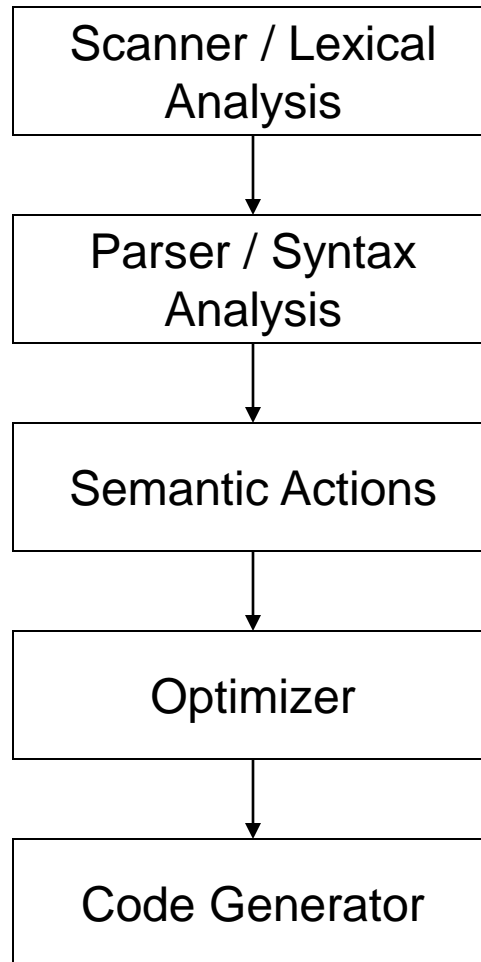 Scanner / Lexical
Analysis
Parser / Syntax
Analysis
Semantic Actions
Optimizer
Code Generator